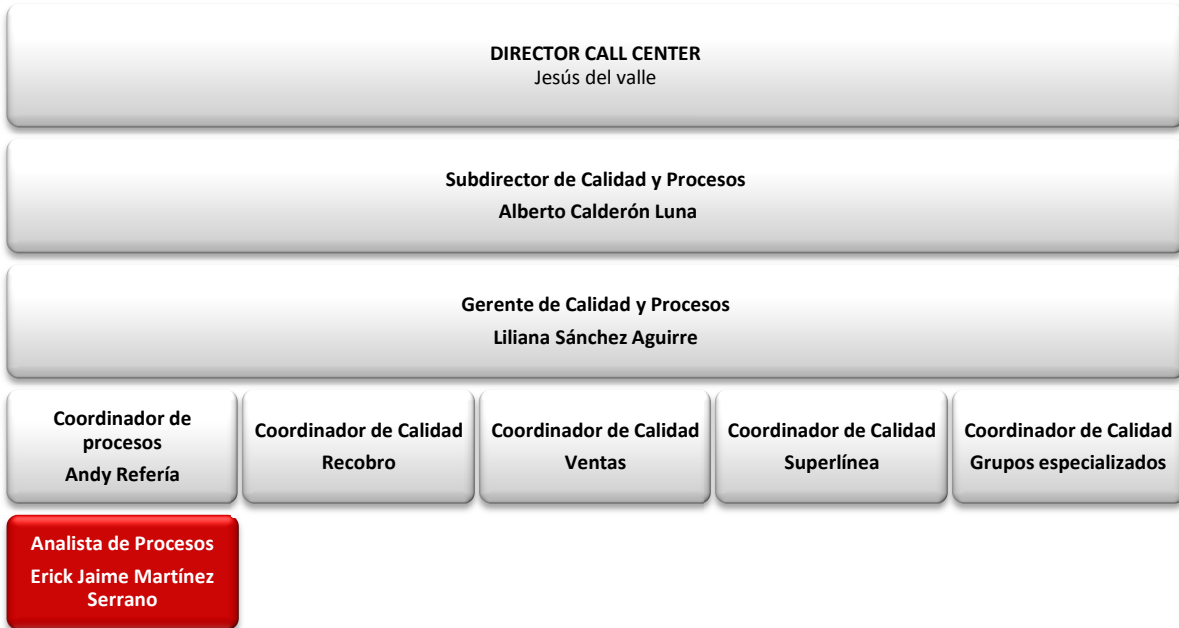 DIRECTOR CALL CENTER
Jesús del valle
Subdirector de Calidad y Procesos
Alberto Calderón Luna
Gerente de Calidad y Procesos
Liliana Sánchez Aguirre
Coordinador de
procesos
Andy Refería
Coordinador de Calidad
Recobro
Coordinador de Calidad
Ventas
Coordinador de Calidad
Superlínea
Coordinador de Calidad
Grupos especializados
Analista de Procesos
Erick Jaime Martínez
Serrano